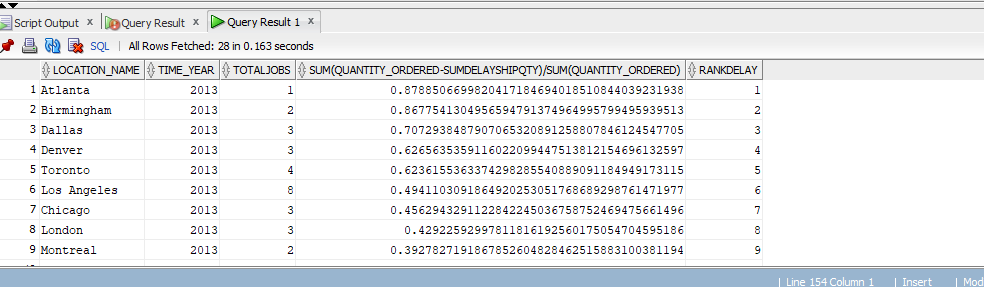 Script Output x Query Result x Query Result 1 x
SQL | All Rows Fetched: 28 in 0.163 seconds
LOCATION_NAME TIME_YEAR TOTALJOBS SUM(QUANTITY_ORDERED-SUMDELAYSHIPQTY)/SUM(QUANTITY_ORDERED) RANKDELAY
1 Atlanta 2013 1 0.878850669982041718469401851084403923193​8 1
2 Birmingham 2013 2 0.867754130495659479137496499579949593951​3 2
3 Dallas 2013 3 0.7072938487907065320891258807846124547705 3
4 Denver 2013 3 0.6265635359116022099447513812154696132597 4
5 Toronto 2013 4 0.6236155363374298285540889091184949173115 5
6 Los Angeles 2013 8 0.4941103091864920253051768689298761471977 6
7 Chicago 2013 3 0.4562943291122842245036758752469475661496 7
8 London 2013 3 0.429225929978118161925601750547045951​86 8
9 Montreal 2013 2 0.3927827191867852604828462515883100381194 9
Line 154 Column 1 | Insert | Mod